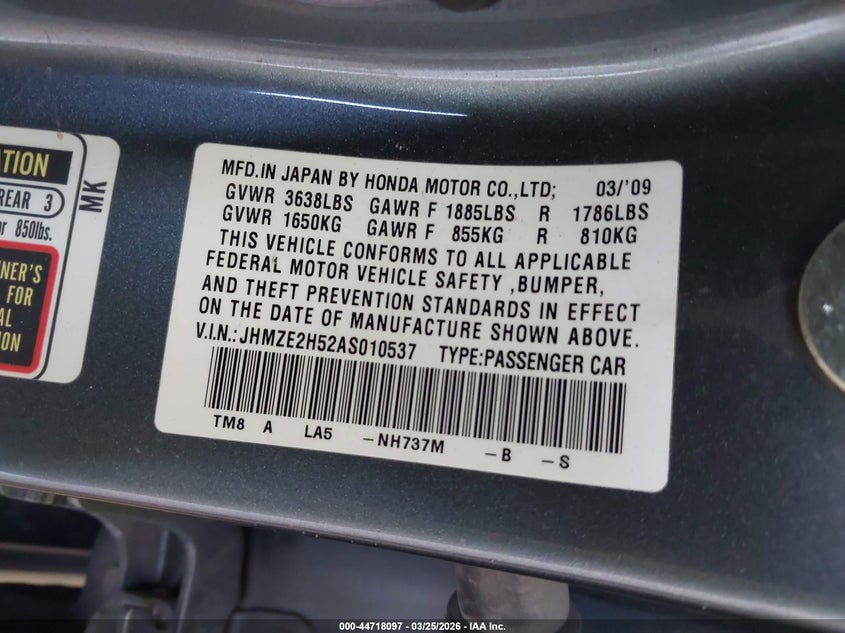 ATION
REAR 3
or 850lbs.
NER'S
FOR
AL
ION
MK
MFD.IN JAPAN BY HONDA MOTOR CO.,LTD; 03/'09
GVWR 3638LBS GAWR F 1885LBS R 1786LBS
GVWR 1650KG GAWR F 855KG R 810KG
THIS VEHICLE CONFORMS TO ALL APPLICABLE
FEDERAL MOTOR VEHICLE SAFETY ,BUMPER,
AND THEFT PREVENTION STANDARDS IN EFFECT
ON THE DATE OF MANUFACTURE SHOWN ABOVE.
V.I.N.:JHMZE2H52AS010537 TYPE:PASSENGER CAR
TM8 A LA5 -NH737M -B -S
000-44718097 - 03/25/2026 - IAA Inc.